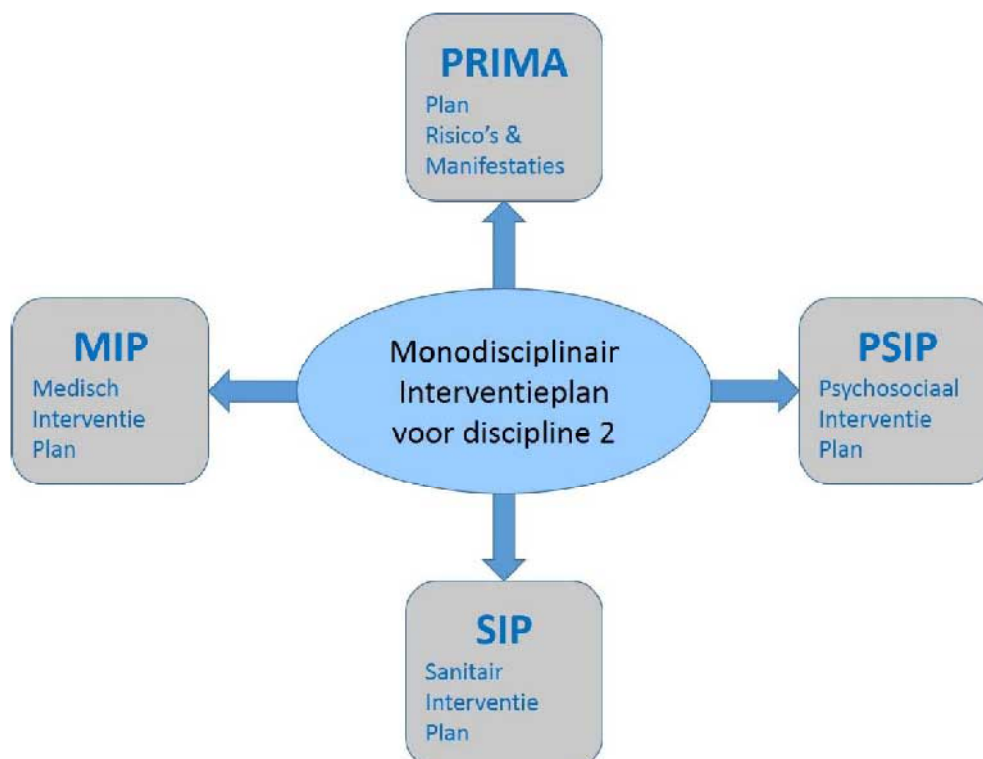 PRIMA
Plan
Risico's &
Manifestaties
MIP
Medisch
Interventie
Plan
Monodisciplinair
Interventieplan
voor discipline 2
PSIP
Psychosociaal
Interventie
Plan
SIP
Sanitair
Interventie
Plan